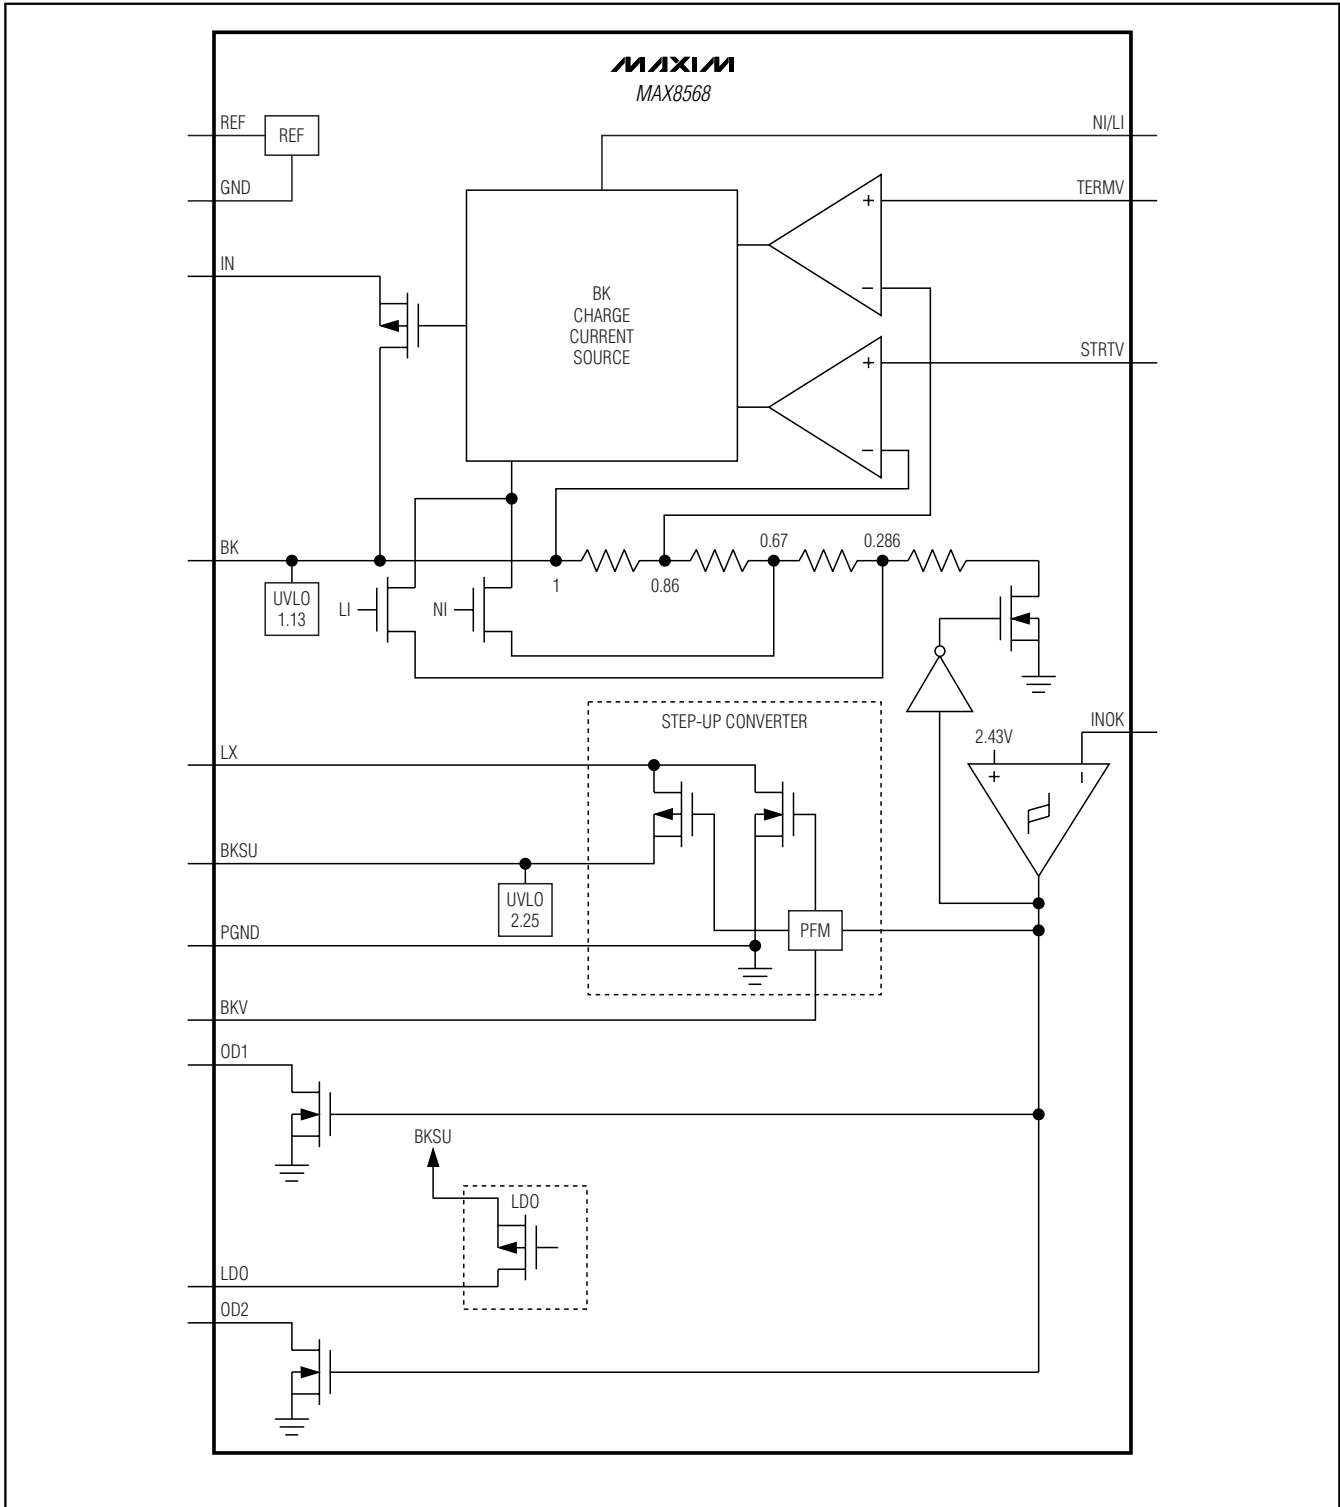 MAXIM
MAX8568
REF
REF
NI/LI
GND
TERMV
IN
+
−
BK
CHARGE
CURRENT
SOURCE
STRTV
+
−
BK
1
0.86
0.67
0.286
UVLO
1.13
LI
NI
STEP-UP CONVERTER
INOK
2.43V
+
−
LX
BKSU
UVLO
2.25
PFM
PGND
BKV
OD1
BKSU
LDO
LDO
OD2